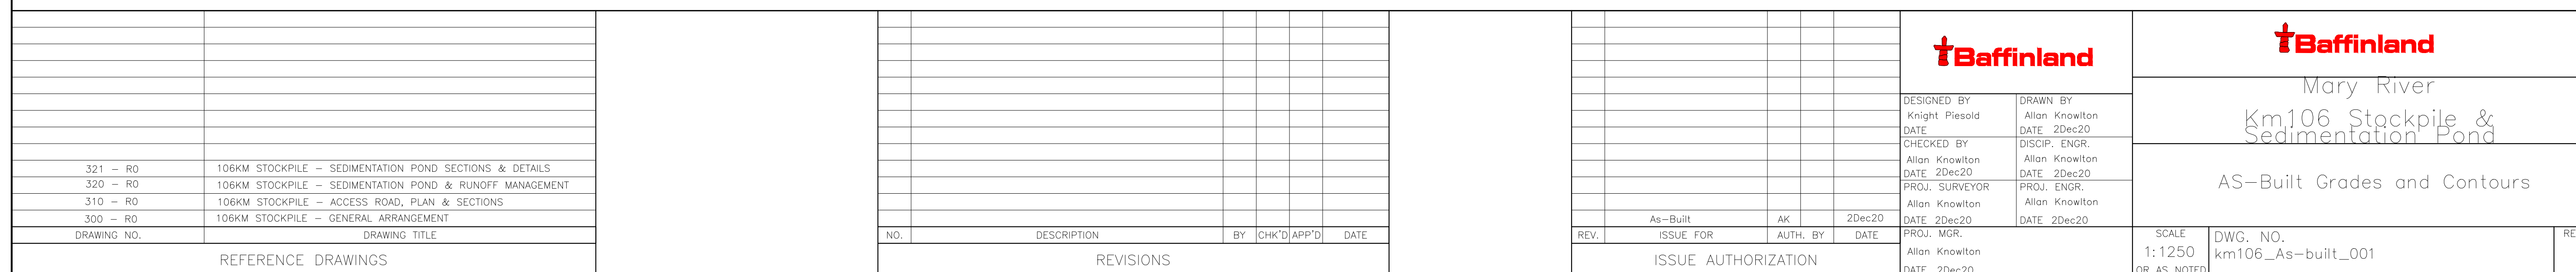 321 – R0 106KM STOCKPILE – SEDIMENTATION POND SECTIONS & DETAILS
320 – R0 106KM STOCKPILE – SEDIMENTATION POND & RUNOFF MANAGEMENT
310 – R0 106KM STOCKPILE – ACCESS ROAD, PLAN & SECTIONS
300 – R0 106KM STOCKPILE – GENERAL ARRANGEMENT
DRAWING NO. DRAWING TITLE
REFERENCE DRAWINGS
NO. DESCRIPTION BY CHK'D APP'D DATE
REVISIONS
As–Built AK 2Dec20
REV. ISSUE FOR AUTH. BY DATE
ISSUE AUTHORIZATION
Baffinland
DESIGNED BY
Knight Piesold
DATE
DRAWN BY
Allan Knowlton
DATE 2Dec20
CHECKED BY
Allan Knowlton
DATE 2Dec20
DISCIP. ENGR.
Allan Knowlton
DATE 2Dec20
PROJ. SURVEYOR
Allan Knowlton
DATE 2Dec20
PROJ. ENGR.
Allan Knowlton
DATE 2Dec20
PROJ. MGR.
Allan Knowlton
DATE 2Dec20
Baffinland
Mary River
Km106 Stockpile &
Sedimentation Pond
AS–Built Grades and Contours
SCALE
1:1250
OR AS NOTED
DWG. NO.
km106_As–built_001